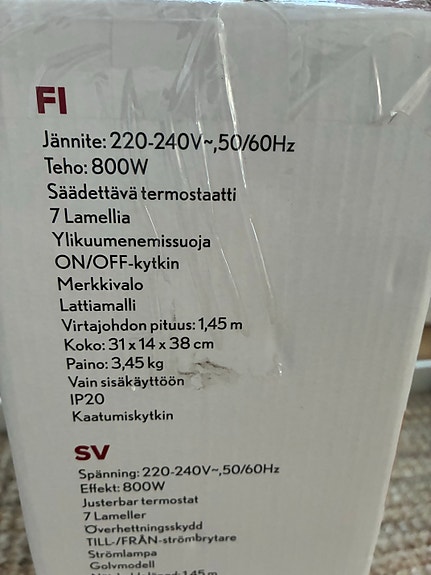 FI
Jännite: 220-240V~,50/60Hz
Teho: 800W
Säädettävä termostaatti
7 Lamellia
Ylikuumenemissuoja
ON/OFF-kytkin
Merkkivalo
Lattiamalli
Virtajohdon pituus: 1,45 m
Koko: 31 x 14 x 38 cm
Paino: 3,45 kg
Vain sisäkäyttöön
IP20
Kaatumiskytkin
SV
Spänning: 220-240V~,50/60Hz
Effekt: 800W
Justerbar termostat
7 Lameller
Överhettningsskydd
TILL-/FRÅN-strömbrytare
Strömlampa
Golvmodell
1,45 m